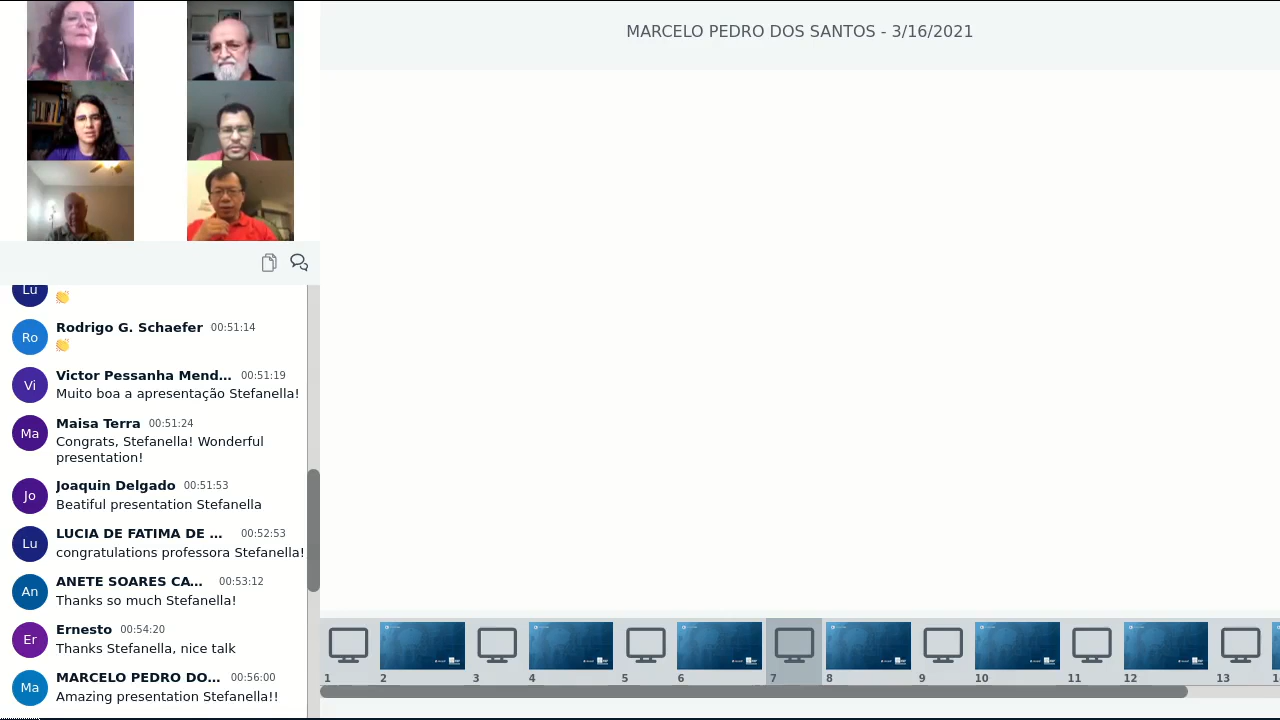 MARCELO PEDRO DOS SANTOS - 3/16/2021
Lu
Ro
Rodrigo G. Schaefer 00:51:14
Vi
Victor Pessanha Mend... 00:51:19
Muito boa a apresentação Stefanella!
Ma
Maisa Terra 00:51:24
Congrats, Stefanella! Wonderful
presentation!
Jo
Joaquin Delgado 00:51:53
Beatiful presentation Stefanella
Lu
LUCIA DE FATIMA DE ... 00:52:53
congratulations professora Stefanella!
An
ANETE SOARES CA... 00:53:12
Thanks so much Stefanella!
Er
Ernesto 00:54:20
Thanks Stefanella, nice talk
Ma
MARCELO PEDRO DO... 00:56:00
Amazing presentation Stefanella!!
1 2 3 4 5 6 7 8 9 10 11 12 13